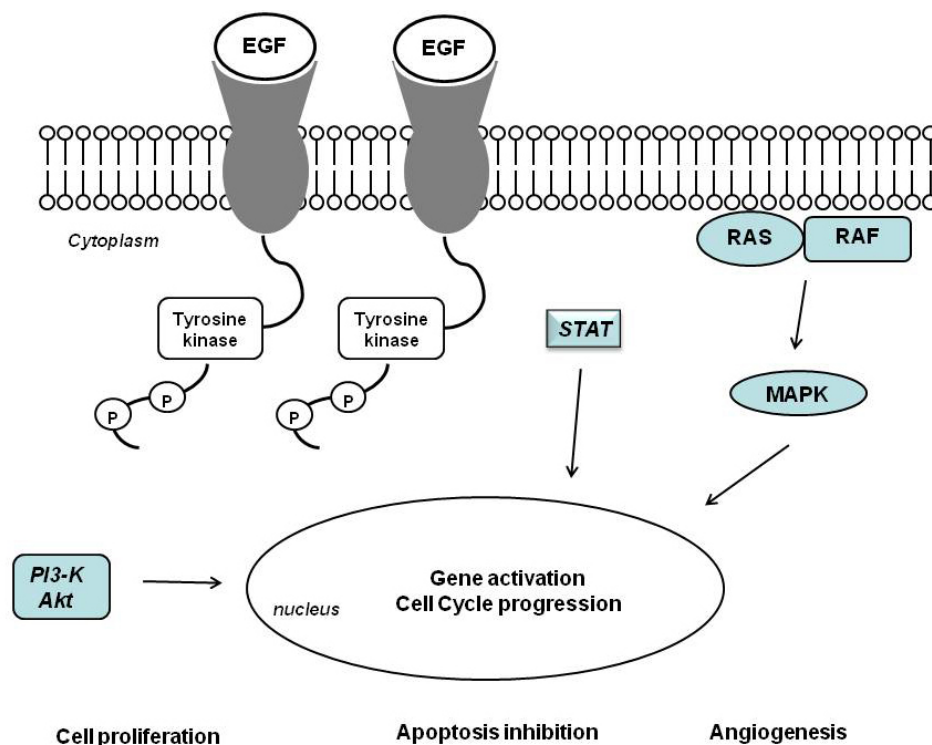 EGF
EGF
Cytoplasm
RAS
RAF
Tyrosine
kinase
Tyrosine
kinase
STAT
P
P
P
P
MAPK
PI3-K
Akt
Gene activation
Cell Cycle progression
nucleus
Cell proliferation
Apoptosis inhibition
Angiogenesis